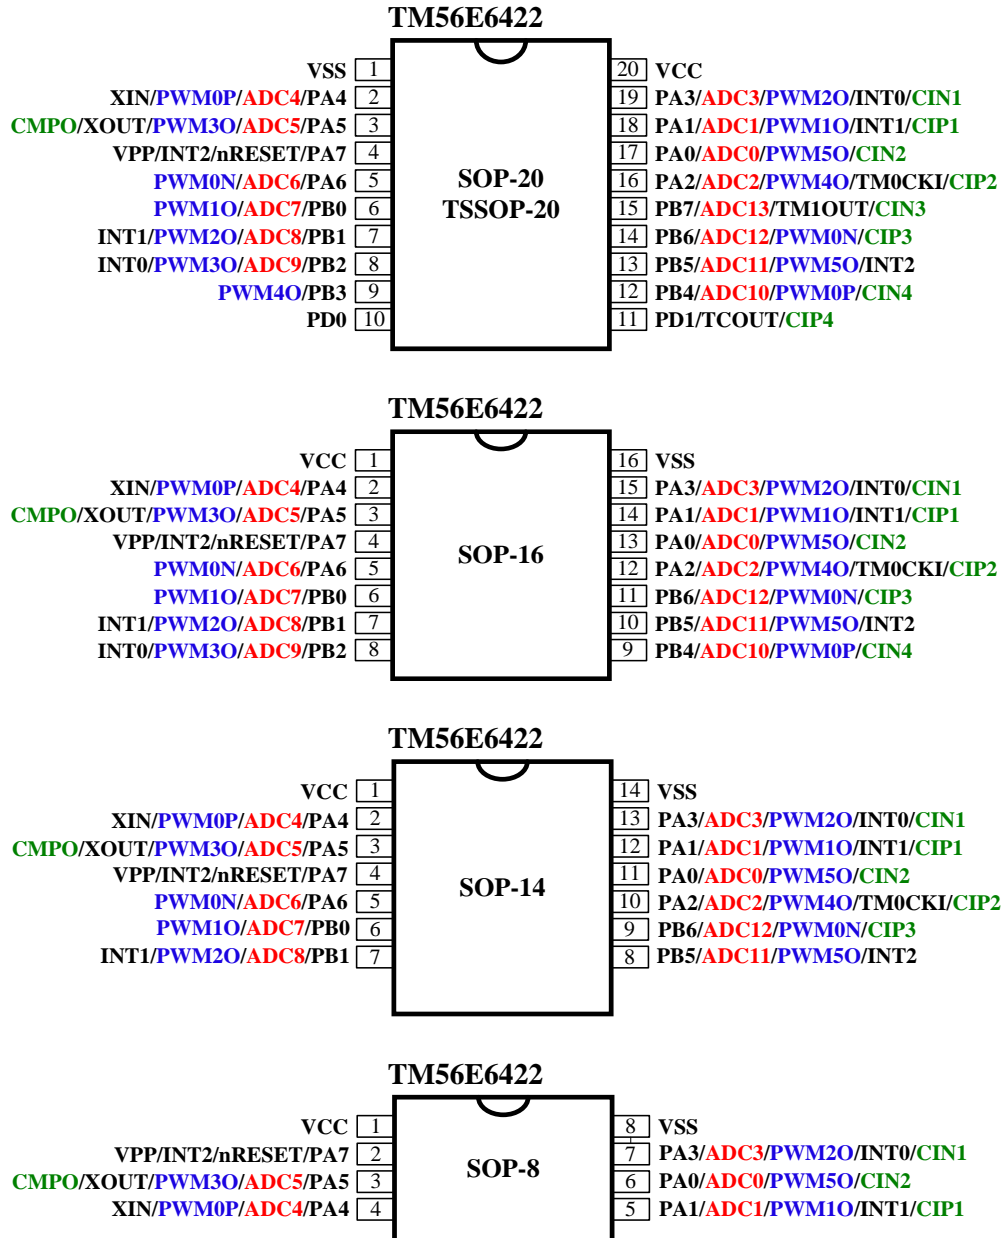 TM56E6422
VSS 1 20 VCC
XIN/PWM0P/ADC4/PA4 2 19 PA3/ADC3/PWM2O/INT0/CIN1
CMPO/XOUT/PWM3O/ADC5/PA5 3 18 PA1/ADC1/PWM1O/INT1/CIP1
VPP/INT2/nRESET/PA7 4 17 PA0/ADC0/PWM5O/CIN2
PWM0N/ADC6/PA6 5 SOP-20 16 PA2/ADC2/PWM4O/TM0CKI/CIP2
PWM1O/ADC7/PB0 6 TSSOP-20 15 PB7/ADC13/TM1OUT/CIN3
INT1/PWM2O/ADC8/PB1 7 14 PB6/ADC12/PWM0N/CIP3
INT0/PWM3O/ADC9/PB2 8 13 PB5/ADC11/PWM5O/INT2
PWM4O/PB3 9 12 PB4/ADC10/PWM0P/CIN4
PD0 10 11 PD1/TCOUT/CIP4
TM56E6422
VCC 1 16 VSS
XIN/PWM0P/ADC4/PA4 2 15 PA3/ADC3/PWM2O/INT0/CIN1
CMPO/XOUT/PWM3O/ADC5/PA5 3 14 PA1/ADC1/PWM1O/INT1/CIP1
VPP/INT2/nRESET/PA7 4 13 PA0/ADC0/PWM5O/CIN2
PWM0N/ADC6/PA6 5 SOP-16 12 PA2/ADC2/PWM4O/TM0CKI/CIP2
PWM1O/ADC7/PB0 6 11 PB6/ADC12/PWM0N/CIP3
INT1/PWM2O/ADC8/PB1 7 10 PB5/ADC11/PWM5O/INT2
INT0/PWM3O/ADC9/PB2 8 9 PB4/ADC10/PWM0P/CIN4
TM56E6422
VCC 1 14 VSS
XIN/PWM0P/ADC4/PA4 2 13 PA3/ADC3/PWM2O/INT0/CIN1
CMPO/XOUT/PWM3O/ADC5/PA5 3 12 PA1/ADC1/PWM1O/INT1/CIP1
VPP/INT2/nRESET/PA7 4 11 PA0/ADC0/PWM5O/CIN2
PWM0N/ADC6/PA6 5 SOP-14 10 PA2/ADC2/PWM4O/TM0CKI/CIP2
PWM1O/ADC7/PB0 6 9 PB6/ADC12/PWM0N/CIP3
INT1/PWM2O/ADC8/PB1 7 8 PB5/ADC11/PWM5O/INT2
TM56E6422
VCC 1 8 VSS
VPP/INT2/nRESET/PA7 2 7 PA3/ADC3/PWM2O/INT0/CIN1
CMPO/XOUT/PWM3O/ADC5/PA5 3 SOP-8 6 PA0/ADC0/PWM5O/CIN2
XIN/PWM0P/ADC4/PA4 4 5 PA1/ADC1/PWM1O/INT1/CIP1